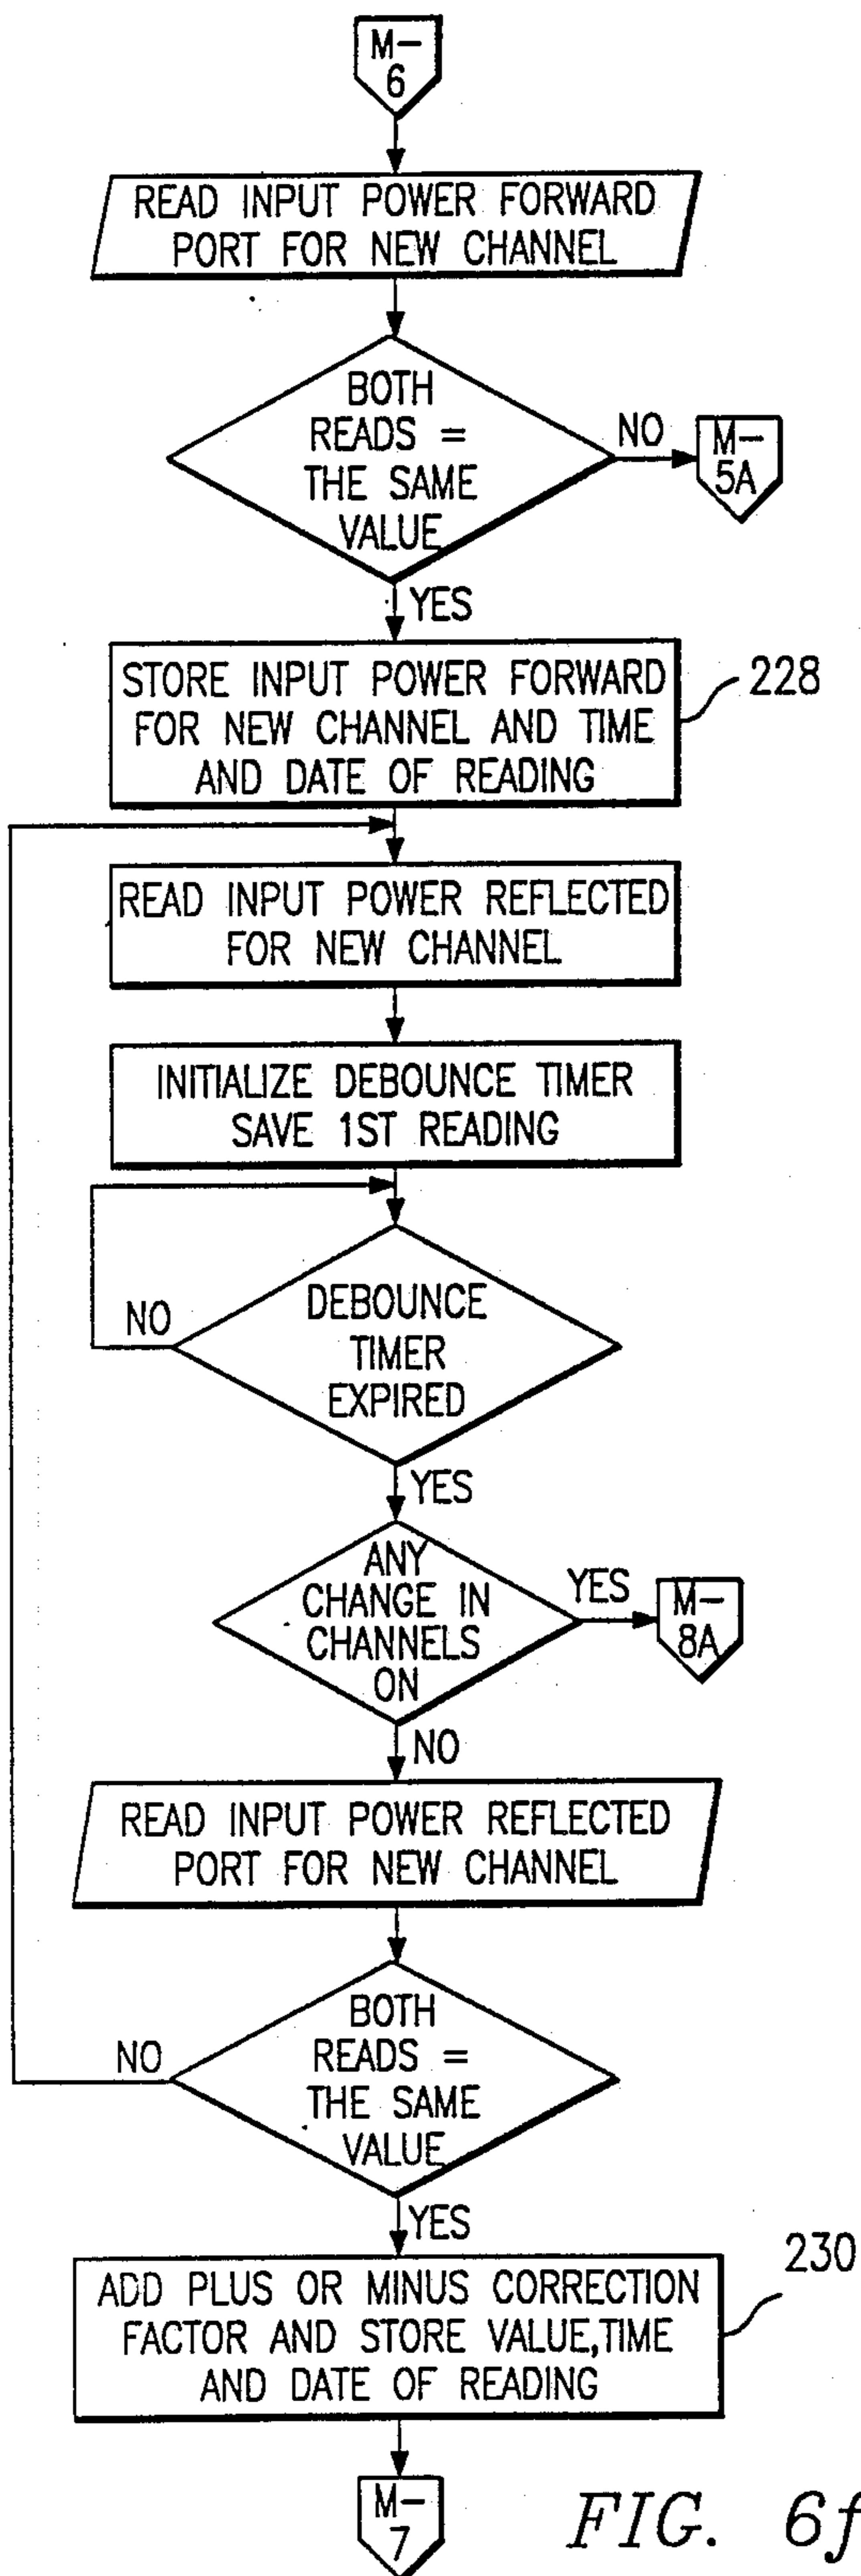 M-
6
READ INPUT POWER FORWARD
PORT FOR NEW CHANNEL
BOTH
READS =
THE SAME
VALUE
NO
M-
5A
YES
STORE INPUT POWER FORWARD
FOR NEW CHANNEL AND TIME
AND DATE OF READING
228
READ INPUT POWER REFLECTED
FOR NEW CHANNEL
INITIALIZE DEBOUNCE TIMER
SAVE 1ST READING
DEBOUNCE
TIMER
EXPIRED
NO
YES
ANY
CHANGE IN
CHANNELS
ON
YES
M-
8A
NO
READ INPUT POWER REFLECTED
PORT FOR NEW CHANNEL
BOTH
READS =
THE SAME
VALUE
NO
YES
ADD PLUS OR MINUS CORRECTION
FACTOR AND STORE VALUE,TIME
AND DATE OF READING
230
M-
7
FIG. 6f